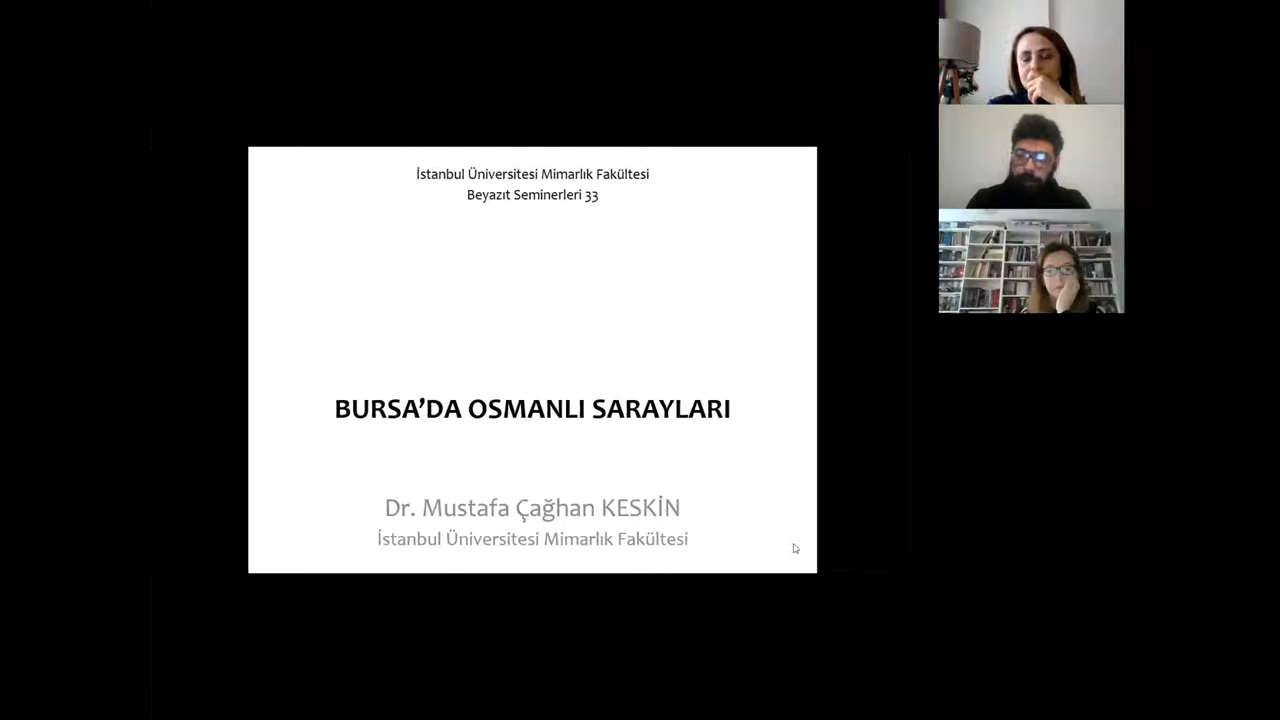 İstanbul Üniversitesi Mimarlık Fakültesi
Beyazıt Seminerleri 33
BURSA’DA OSMANLI SARAYLARI
Dr. Mustafa Çağhan KESKİN
İstanbul Üniversitesi Mimarlık Fakültesi